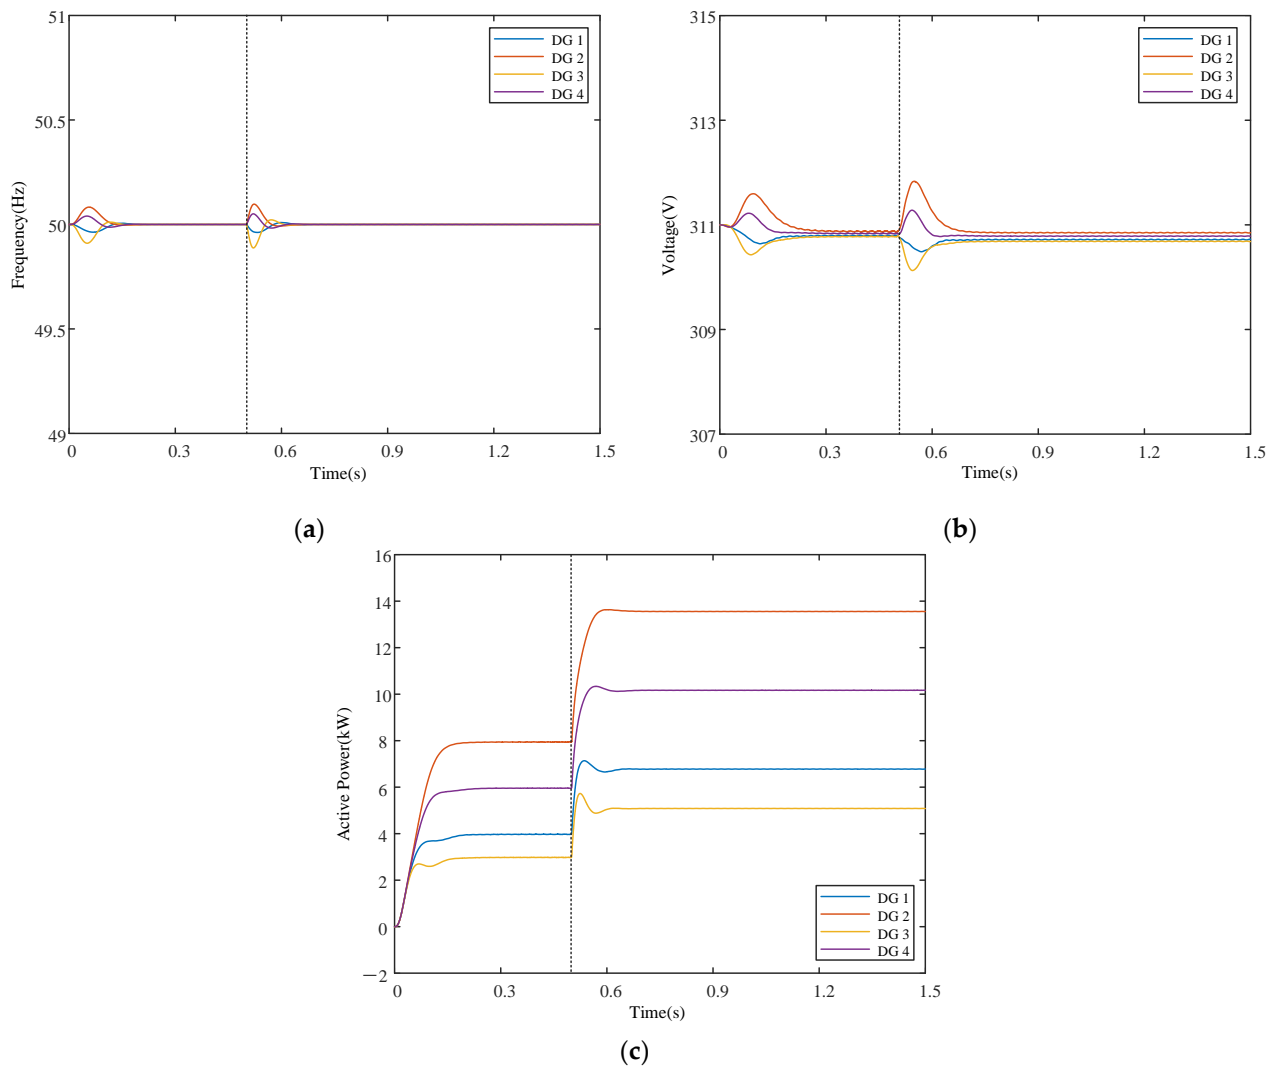 51
50.5
50
49.5
49
Frequency(Hz)
0
0.3
0.6
0.9
1.2
1.5
Time(s)
DG 1
DG 2
DG 3
DG 4
(a)
315
313
311
309
307
Voltage(V)
0
0.3
0.6
0.9
1.2
1.5
Time(s)
DG 1
DG 2
DG 3
DG 4
(b)
16
14
12
10
8
6
4
2
0
−2
Active Power(kW)
0
0.3
0.6
0.9
1.2
1.5
Time(s)
DG 1
DG 2
DG 3
DG 4
(c)